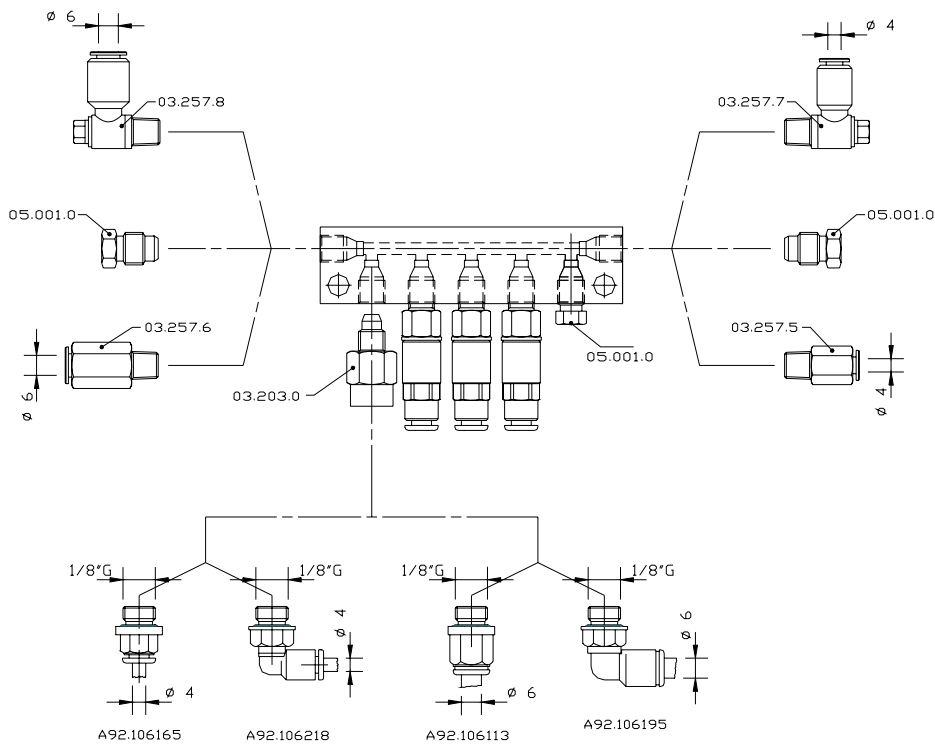 ø 6
ø 4
03.257.8
03.257.7
05.001.0
05.001.0
03.257.6
03.257.5
05.001.0
ø 6
03.203.0
ø 4
1/8"G
1/8"G
1/8"G
1/8"G
ø 4
ø 6
ø 4
ø 6
A92.106165
A92.106218
A92.106113
A92.106195